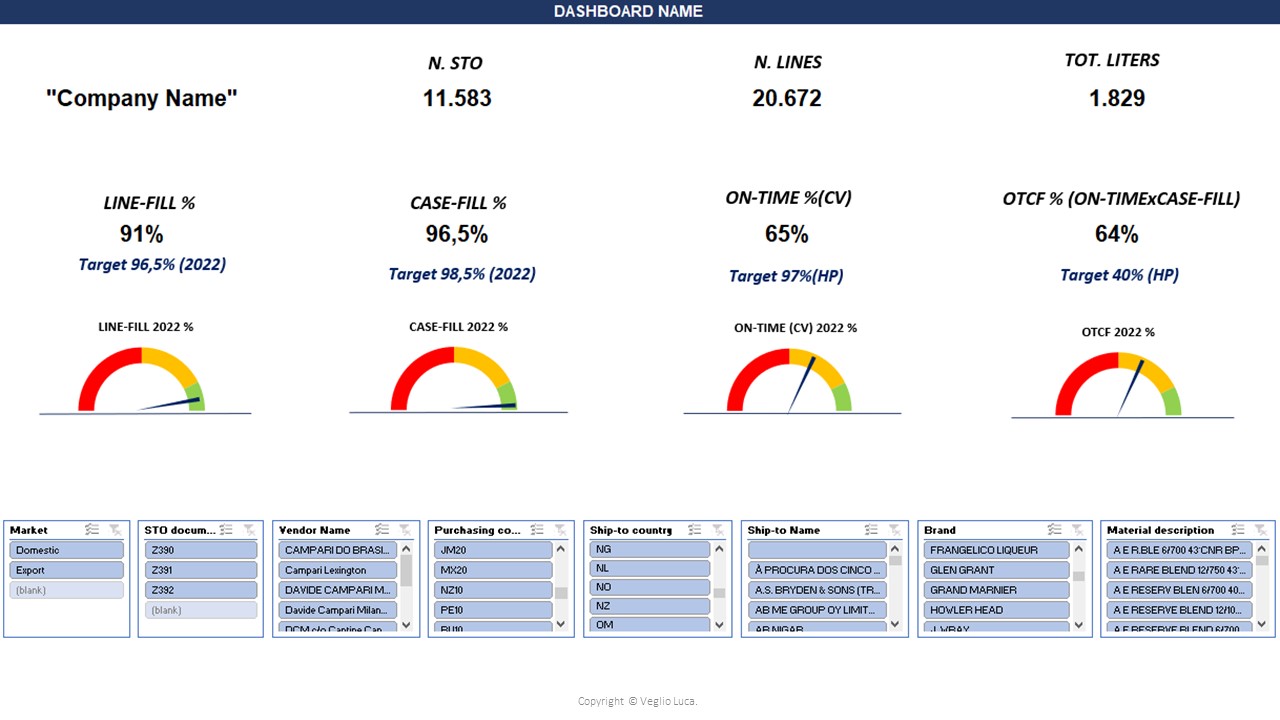 DASHBOARD NAME
"Company Name"
N. STO
11.583
N. LINES
20.672
TOT. LITERS
1.829
LINE-FILL %
91%
Target 96,5% (2022)
CASE-FILL %
96,5%
Target 98,5% (2022)
ON-TIME %(CV)
65%
Target 97%(HP)
OTCF % (ON-TIMExCASE-FILL)
64%
Target 40% (HP)
LINE-FILL 2022 %
CASE-FILL 2022 %
ON-TIME (CV) 2022 %
OTCF 2022 %
Market
Domestic
Export
(blank)
STO docum...
Z390
Z391
Z392
(blank)
Vendor Name
CAMPARI DO BRASI...
Campari Lexington
DAVIDE CAMPARI M...
Davide Campari Milan...
DCM c/o Cantine Cap
Purchasing co...
JM20
MX20
NZ10
PE10
RU10
Ship-to country
NG
NL
NO
NZ
OM
Ship-to Name
À PROCURA DOS CINCO ...
A.S. BRYDEN & SONS (TR...
AB ME GROUP OY LIMIT...
AB NIGAR
Brand
FRANGELICO LIQUEUR
GLEN GRANT
GRAND MARNIER
HOWLER HEAD
J. WRAY
Material description
A E R.BLE 6/700 43'CNR BP...
A E RARE BLEND 12/750 43'...
A E RESERV BLEN 6/700 40...
A E RESERVE BLEND 12/10...
A E RESERVE BLEND 6/700
Copyright © Veglio Luca.